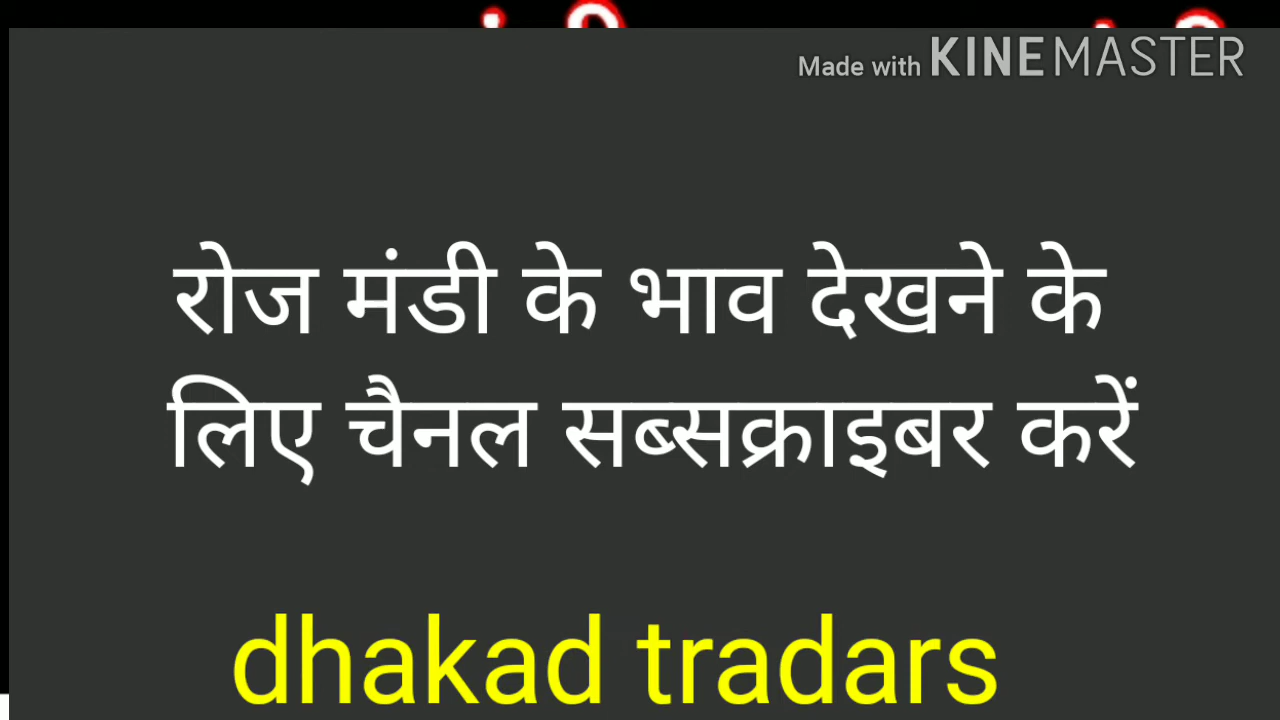 Made with KINEMASTER
रोज मंडी के भाव देखने के
लिए चैनल सब्सक्राइबर करें
dhakad tradars